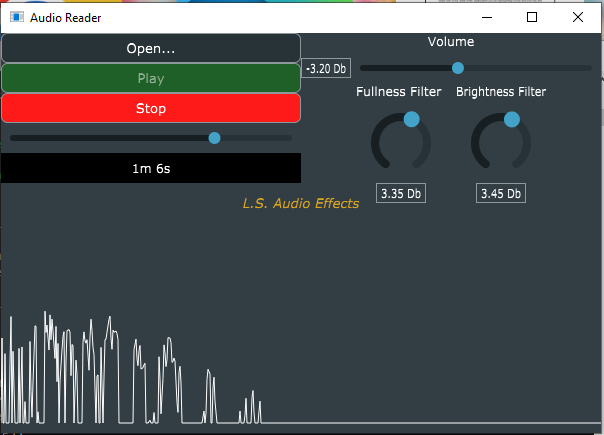 Audio Reader
Open...
Play
Stop
1m 6s
Volume
-3.20 Db
Fullness Filter
Brightness Filter
3.35 Db
3.45 Db
L.S. Audio Effects